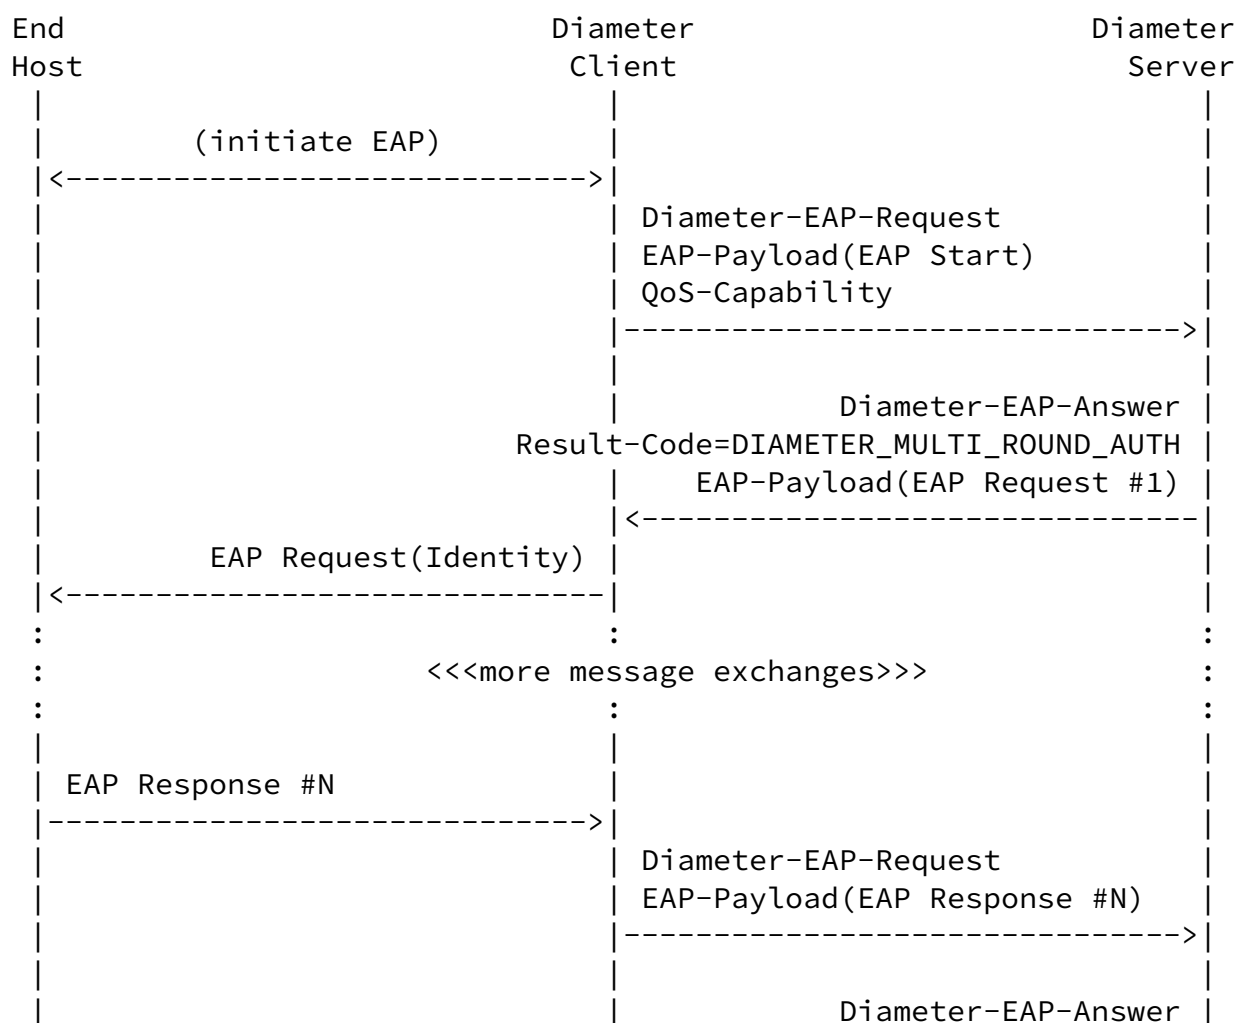 End Diameter Diameter
Host Client Server
(initiate EAP)
Diameter-EAP-Request
EAP-Payload(EAP Start)
QoS-Capability
Diameter-EAP-Answer
Result-Code=DIAMETER_MULTI_ROUND_AUTH
EAP-Payload(EAP Request #1)
EAP Request(Identity)
<<<more message exchanges>>>
EAP Response #N
Diameter-EAP-Request
EAP-Payload(EAP Response #N)
Diameter-EAP-Answer